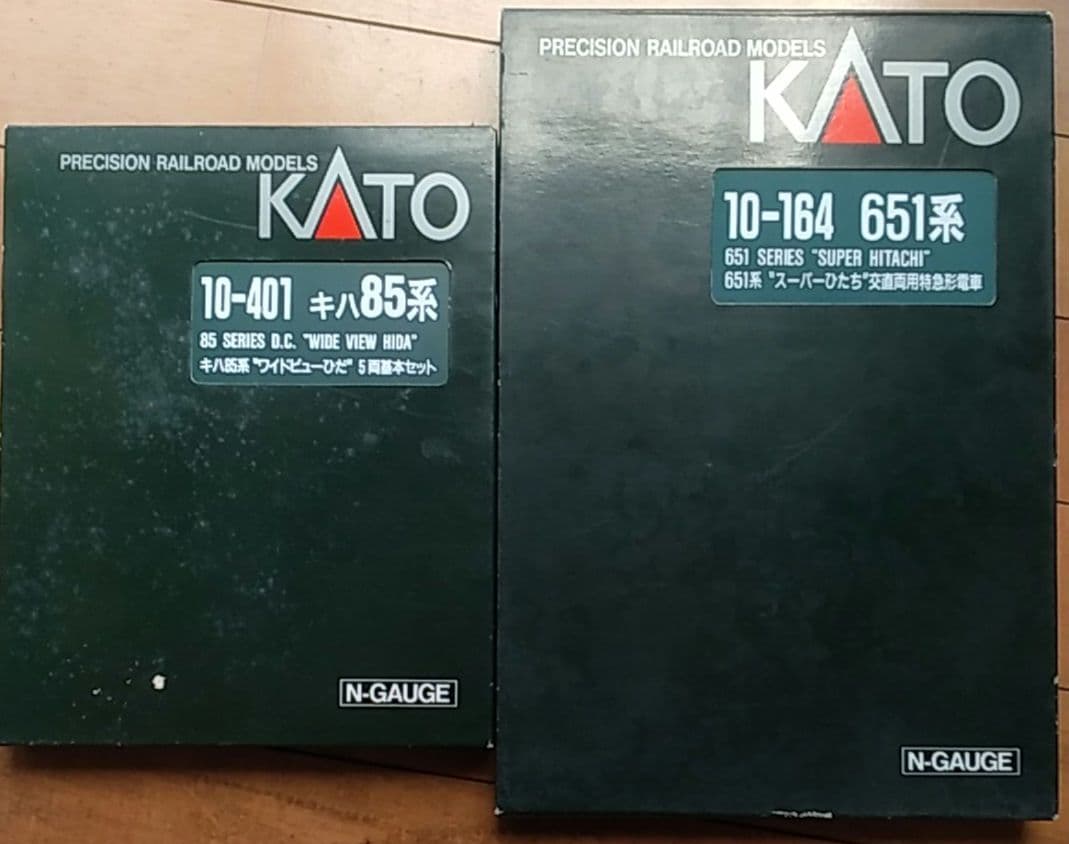 PRECISION RAILROAD MODELS
KATO
10-401 キハ85系
85 SERIES D.C. "WIDE VIEW HIDA"
キハ85系 "ワイドビューひだ" 5両基本セット
N-GAUGE
PRECISION RAILROAD MODELS
KATO
10-164 651系
651 SERIES "SUPER HITACHI"
651系 "スーパーひたち" 交直両用特急形電車
N-GAUGE